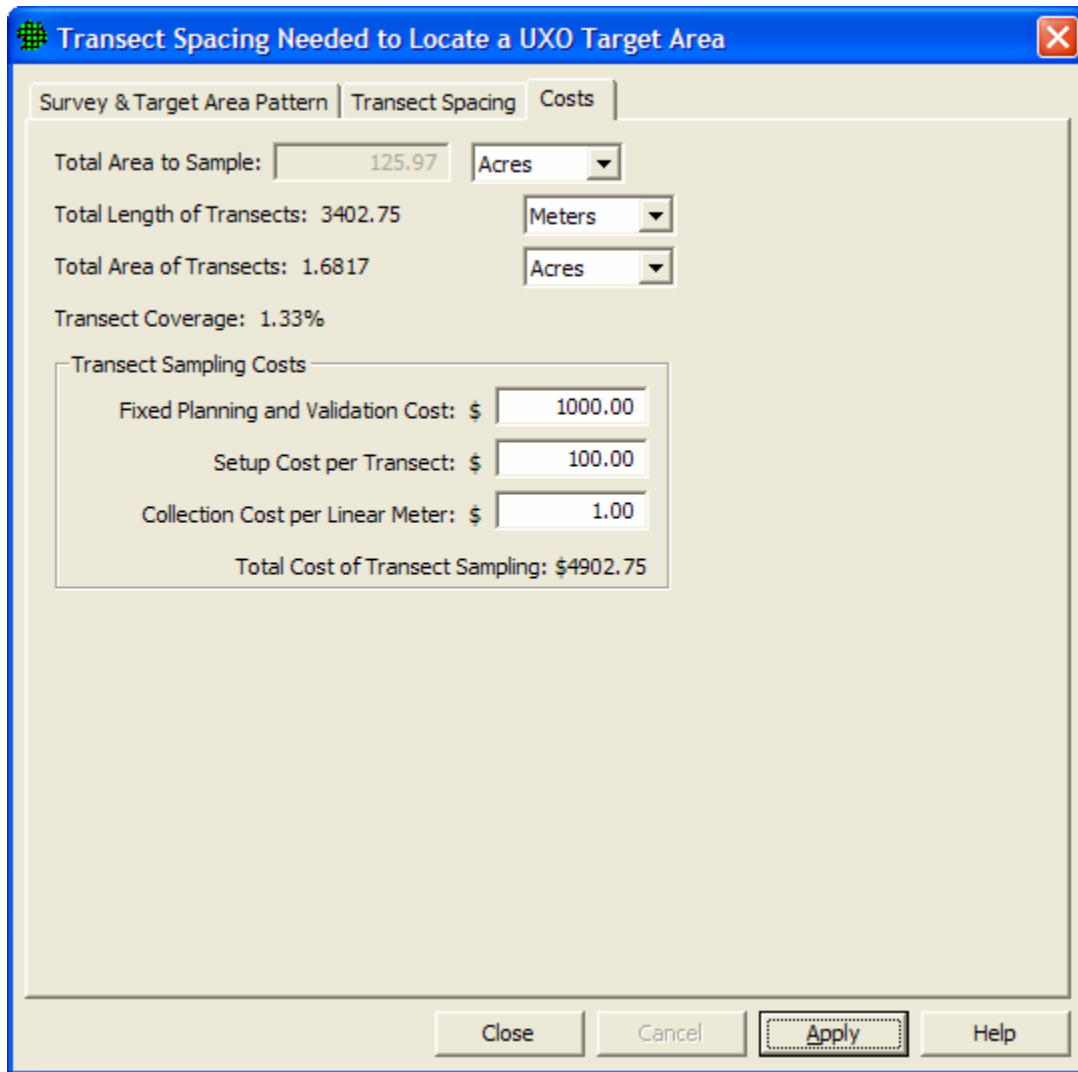 Transect Spacing Needed to Locate a UXO Target Area
Survey & Target Area Pattern Transect Spacing Costs
Total Area to Sample: 125.97 Acres
Total Length of Transects: 3402.75 Meters
Total Area of Transects: 1.6817 Acres
Transect Coverage: 1.33%
Transect Sampling Costs
Fixed Planning and Validation Cost: $ 1000.00
Setup Cost per Transect: $ 100.00
Collection Cost per Linear Meter: $ 1.00
Total Cost of Transect Sampling: $4902.75
Close Cancel Apply Help